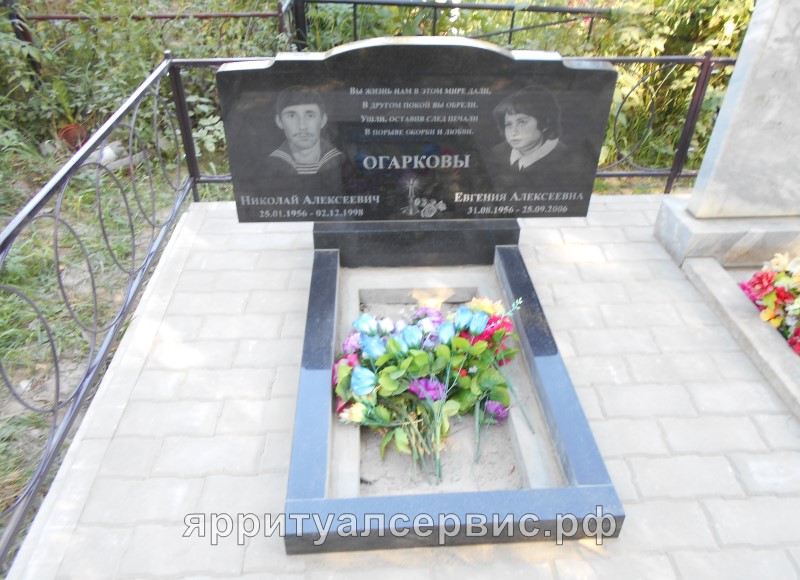 Вы жизнь нам в этом мире дали,
В другом покой вы обрели.
Ушли, оставив след печали
В порыве скорби и любви.
ОГАРКОВЫ
Николай Алексеевич
25.01.1956 - 02.12.1998
Евгения Алексеевна
31.08.1956 - 25.09.2006
ярритуалсервис.рф